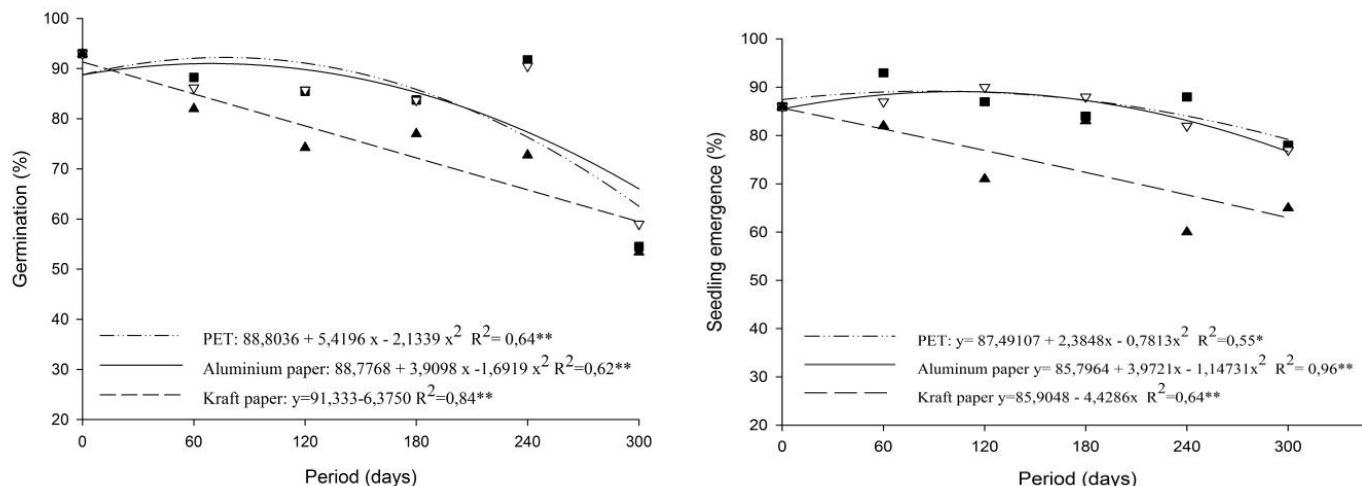 100
90
80
70
60
50
40
30
20
Germination (%)
PET: 88,8036 + 5,4196 x - 2,1339 x² R²= 0,64**
Aluminium paper: 88,7768 + 3,9098 x -1,6919 x² R²=0,62**
Kraft paper: y=91,333-6,3750 R²=0,84**
0 60 120 180 240 300
Period (days)
100
90
80
70
60
50
40
30
20
Seedling emergence (%)
PET: y= 87,49107 + 2,3848x - 0,7813x² R²=0,55*
Aluminum paper y= 85,7964 + 3,9721x - 1,14731x² R²= 0,96**
Kraft paper y=85,9048 - 4,4286x R²=0,64**
0 60 120 180 240 300
Period (days)